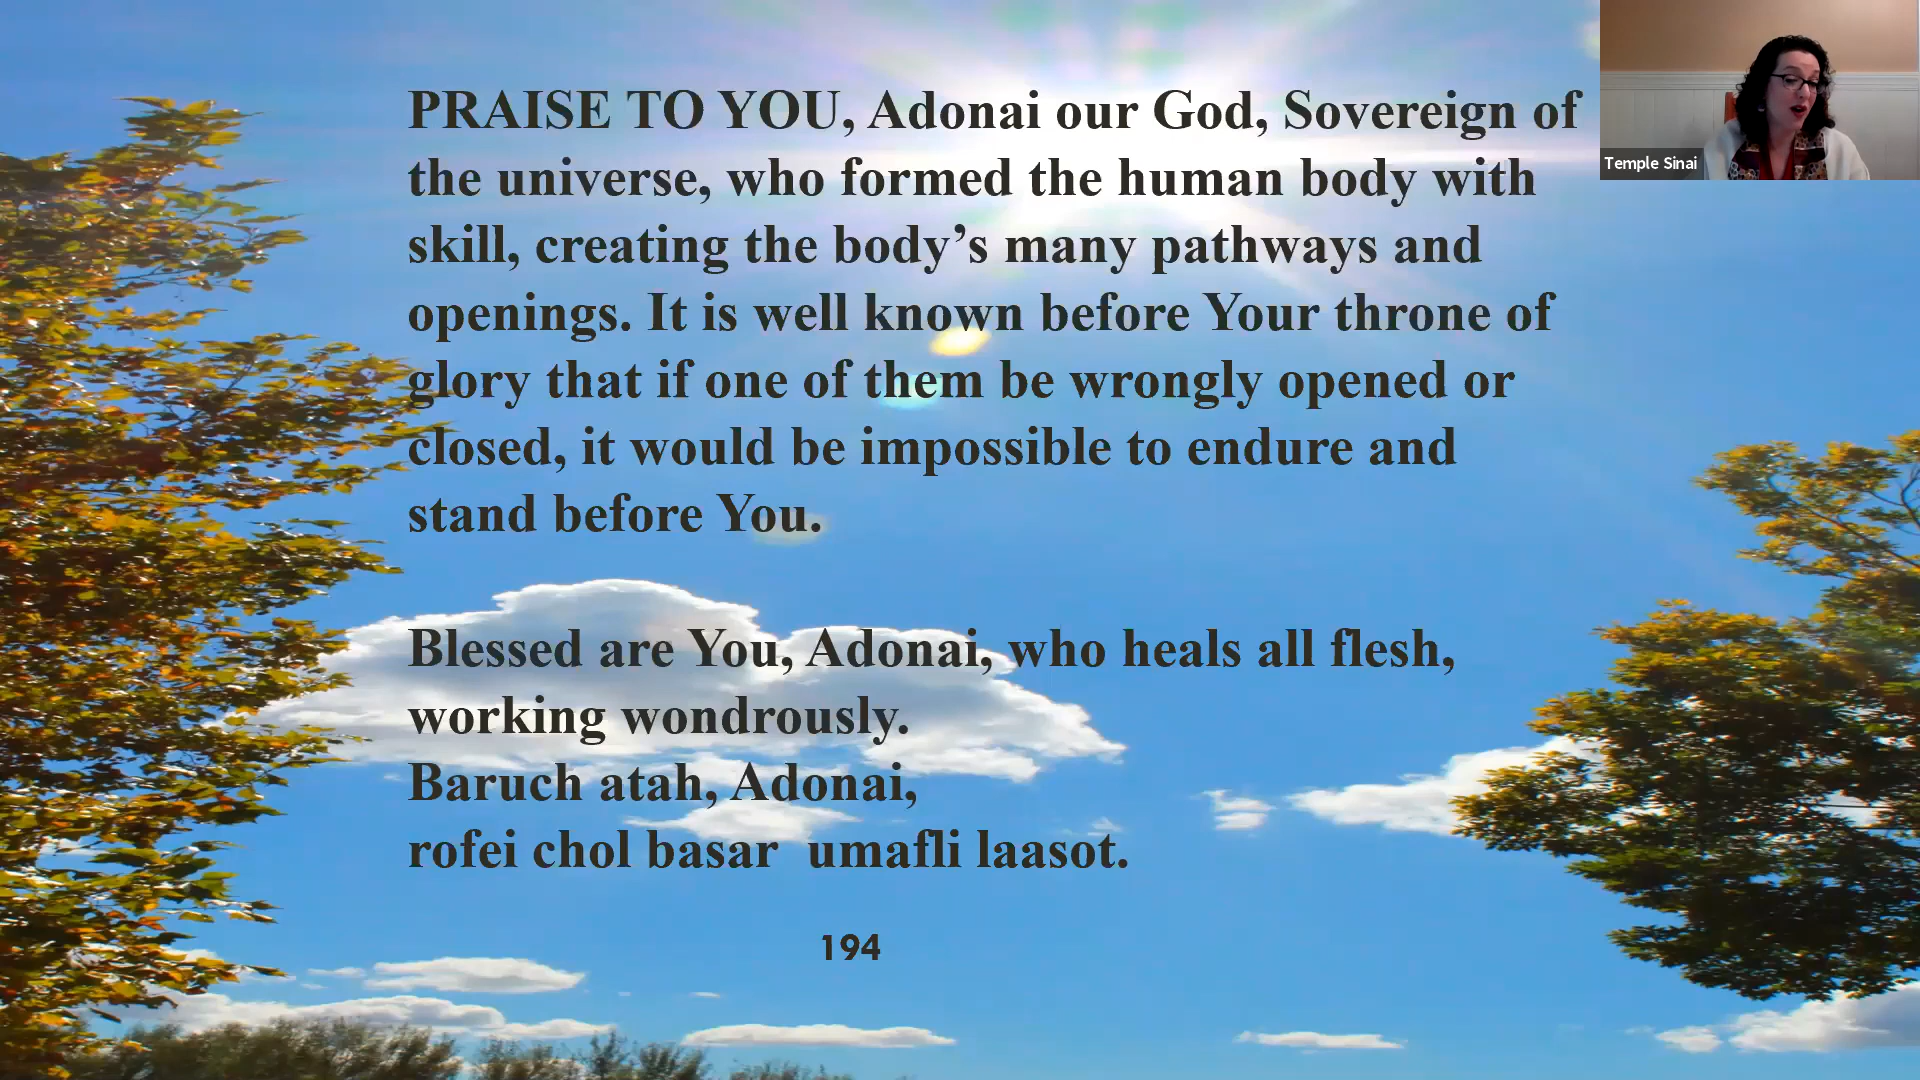 PRAISE TO YOU, Adonai our God, Sovereign of
the universe, who formed the human body with
skill, creating the body’s many pathways and
openings. It is well known before Your throne of
glory that if one of them be wrongly opened or
closed, it would be impossible to endure and
stand before You.
Blessed are You, Adonai, who heals all flesh,
working wondrously.
Baruch atah, Adonai,
rofei chol basar umafli laasot.
194
Temple Sinai